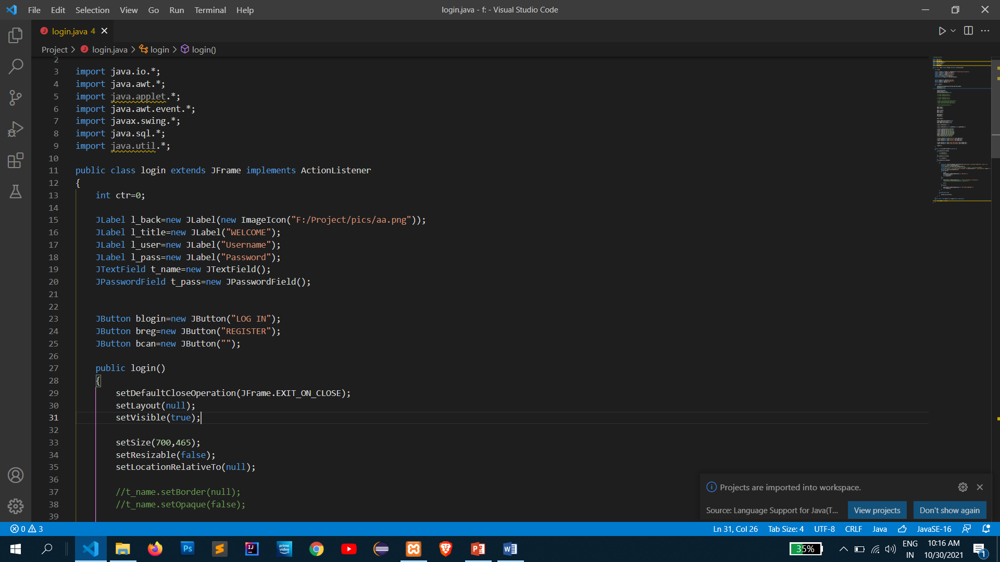 File Edit Selection View Go Run Terminal Help
login.java - f: - Visual Studio Code
J login.java 4
Project > J login.java > login > login()
2
3 import java.io.*;
4 import java.awt.*;
5 import java.applet.*;
6 import java.awt.event.*;
7 import javax.swing.*;
8 import java.sql.*;
9 import java.util.*;
10
11 public class login extends JFrame implements ActionListener
12 {
13 int ctr=0;
14
15 JLabel l_back=new JLabel(new ImageIcon("F:/Project/pics/aa.png"));
16 JLabel l_title=new JLabel("WELCOME");
17 JLabel l_user=new JLabel("Username");
18 JLabel l_pass=new JLabel("Password");
19 JTextField t_name=new JTextField();
20 JPasswordField t_pass=new JPasswordField();
21
22
23 JButton blogin=new JButton("LOG IN");
24 JButton breg=new JButton("REGISTER");
25 JButton bcan=new JButton("");
26
27 public login()
28 {
29 setDefaultCloseOperation(JFrame.EXIT_ON_CLOSE);
30 setLayout(null);
31 setVisible(true);
32
33 setSize(700,465);
34 setResizable(false);
35 setLocationRelativeTo(null);
36
37 //t_name.setBorder(null);
38 //t_name.setOpaque(false);
39
Projects are imported into workspace.
Source: Language Support for Java(T...
View projects
Don't show again
0 3
Ln 31, Col 26 Tab Size: 4 UTF-8 CRLF Java JavaSE-16
Ps IJ prime video P W
35%
ENG
IN
10:16 AM
10/30/2021
1